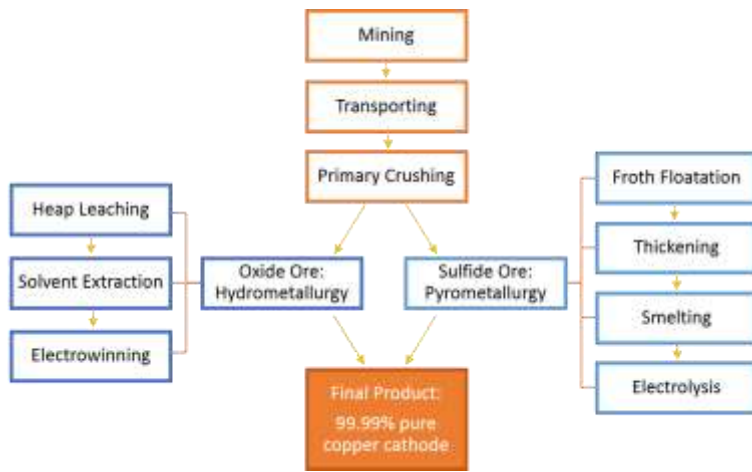 Mining
Transporting
Primary Crushing
Heap Leaching
Solvent Extraction
Electrowinning
Oxide Ore:
Hydrometallurgy
Sulfide Ore:
Pyrometallurgy
Froth Floatation
Thickening
Smelting
Electrolysis
Final Product:
99.99% pure
copper cathode